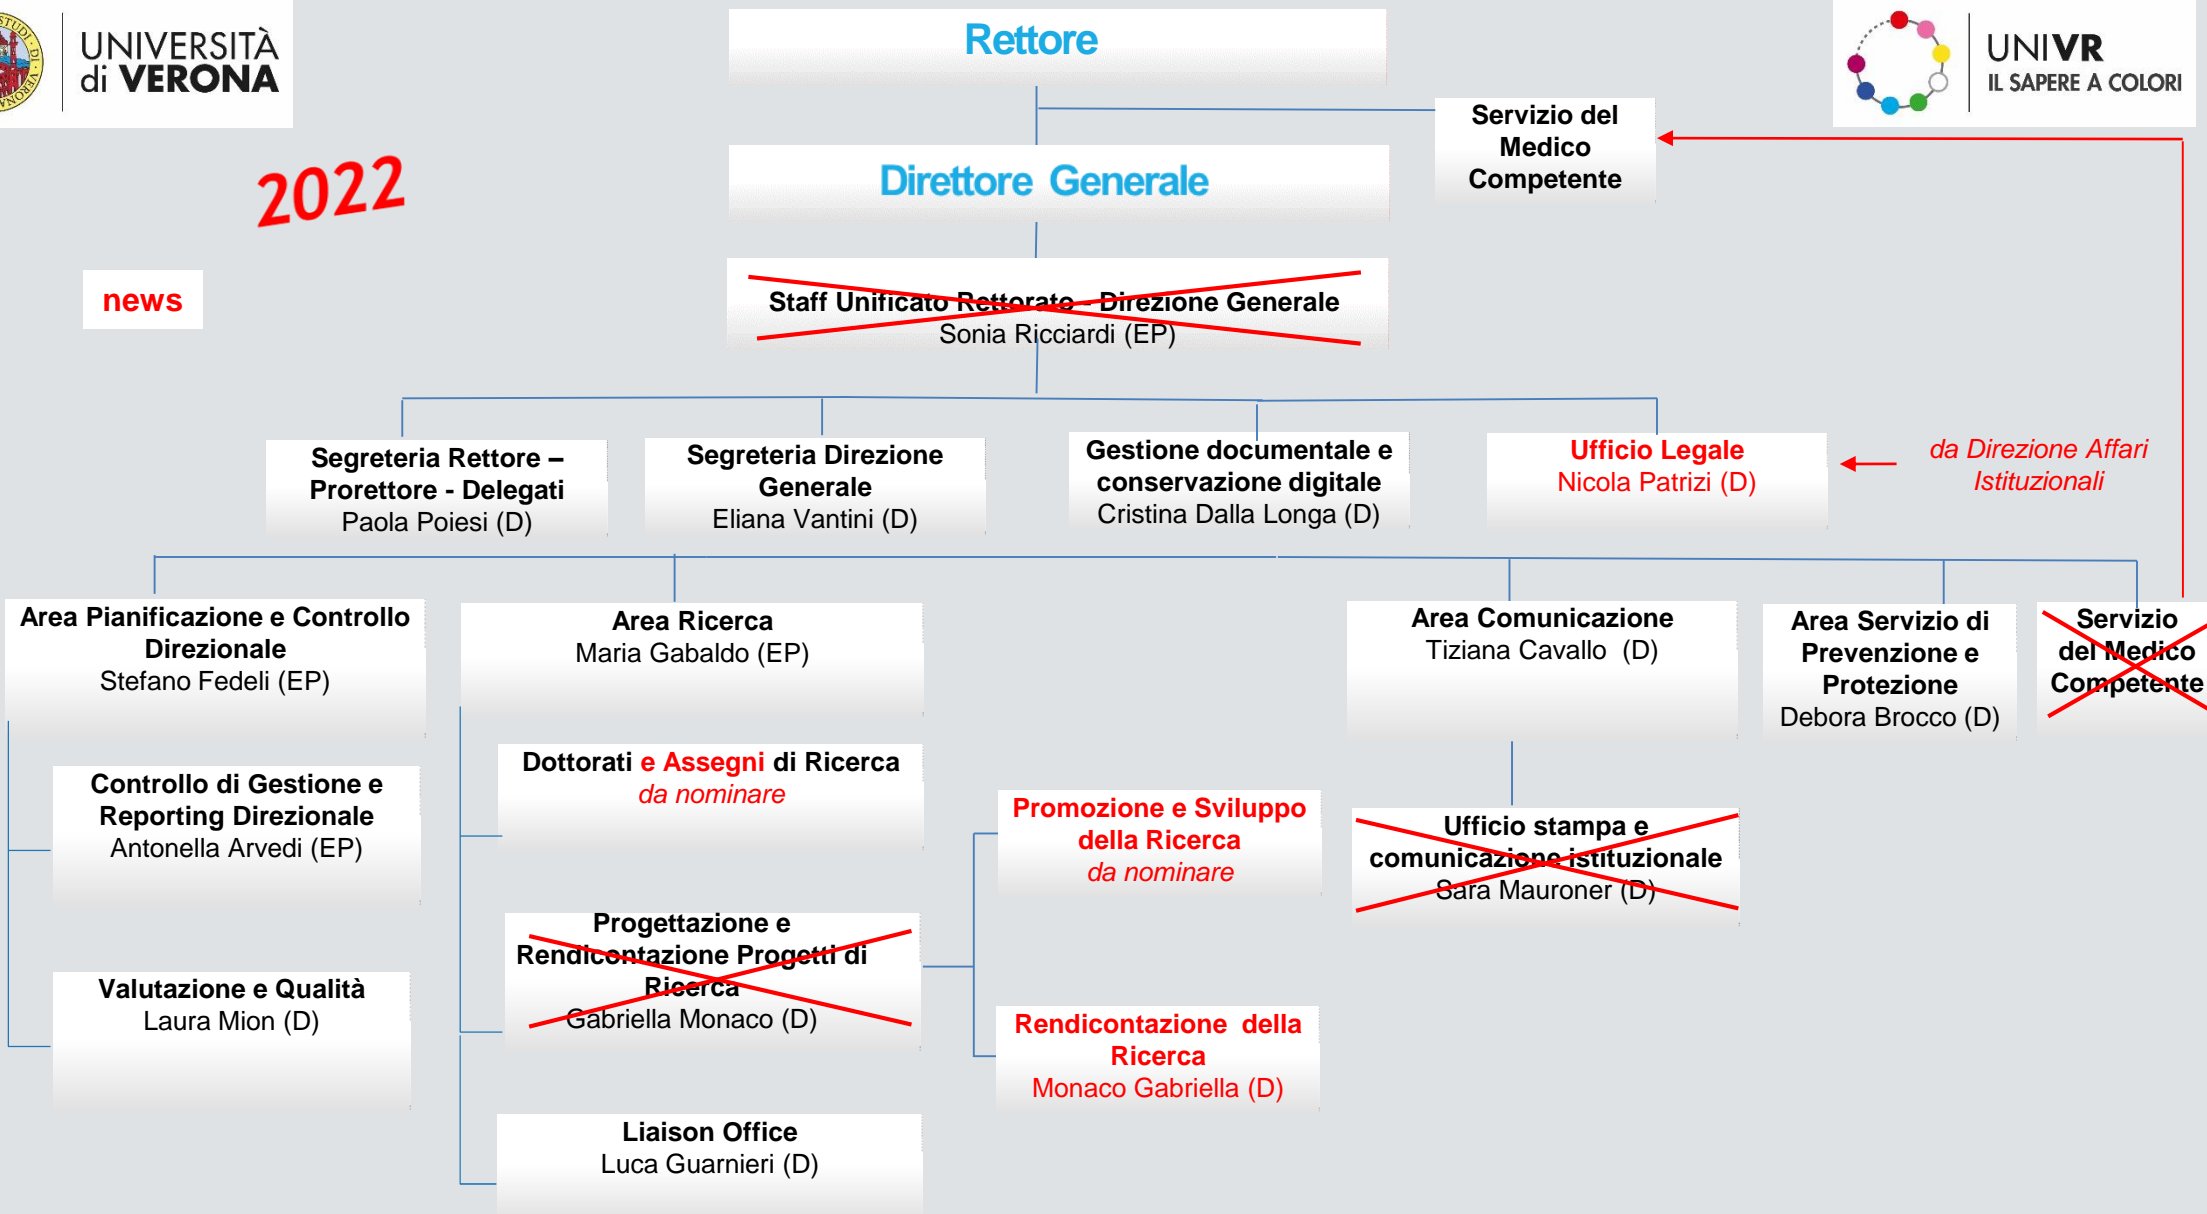 UNIVERSITÀ
di VERONA
Rettore
UNIVR
IL SAPERE A COLORI
Servizio del
Medico
Competente
2022
Direttore Generale
news
Staff Unificato Rettorato - Direzione Generale
Sonia Ricciardi (EP)
Segreteria Rettore –
Prorettore - Delegati
Paola Poiesi (D)
Segreteria Direzione
Generale
Eliana Vantini (D)
Gestione documentale e
conservazione digitale
Cristina Dalla Longa (D)
Ufficio Legale
Nicola Patrizi (D)
da Direzione Affari
Istituzionali
Area Pianificazione e Controllo
Direzionale
Stefano Fedeli (EP)
Area Ricerca
Maria Gabaldo (EP)
Area Comunicazione
Tiziana Cavallo (D)
Area Servizio di
Prevenzione e
Protezione
Debora Brocco (D)
Servizio
del Medico
Competente
Controllo di Gestione e
Reporting Direzionale
Antonella Arvedi (EP)
Dottorati e Assegni di Ricerca
da nominare
Promozione e Sviluppo
della Ricerca
da nominare
Ufficio stampa e
comunicazione istituzionale
Sara Mauroner (D)
Progettazione e
Rendicontazione Progetti di
Ricerca
Gabriella Monaco (D)
Valutazione e Qualità
Laura Mion (D)
Rendicontazione della
Ricerca
Monaco Gabriella (D)
Liaison Office
Luca Guarnieri (D)